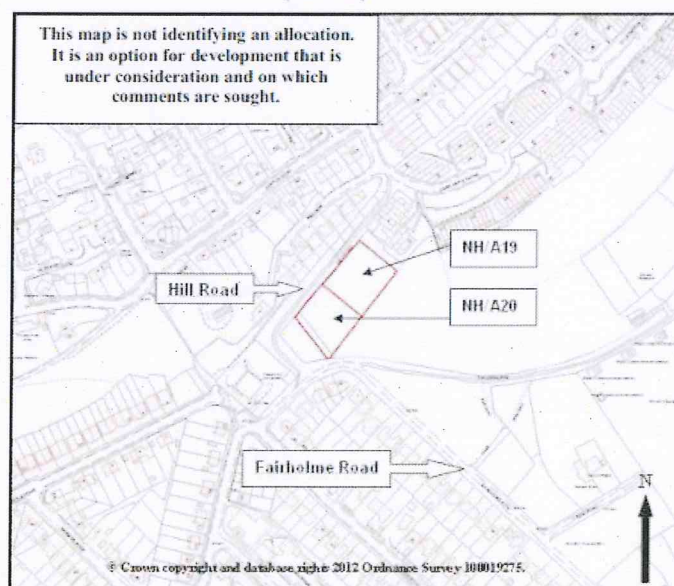 This map is not identifying an allocation.
It is an option for development that is
under consideration and on which
comments are sought.
NH/A19
Hill Road
NH/A20
Fairholme Road
N
© Crown copyright and database rights 2012 Ordnance Survey 100019275.